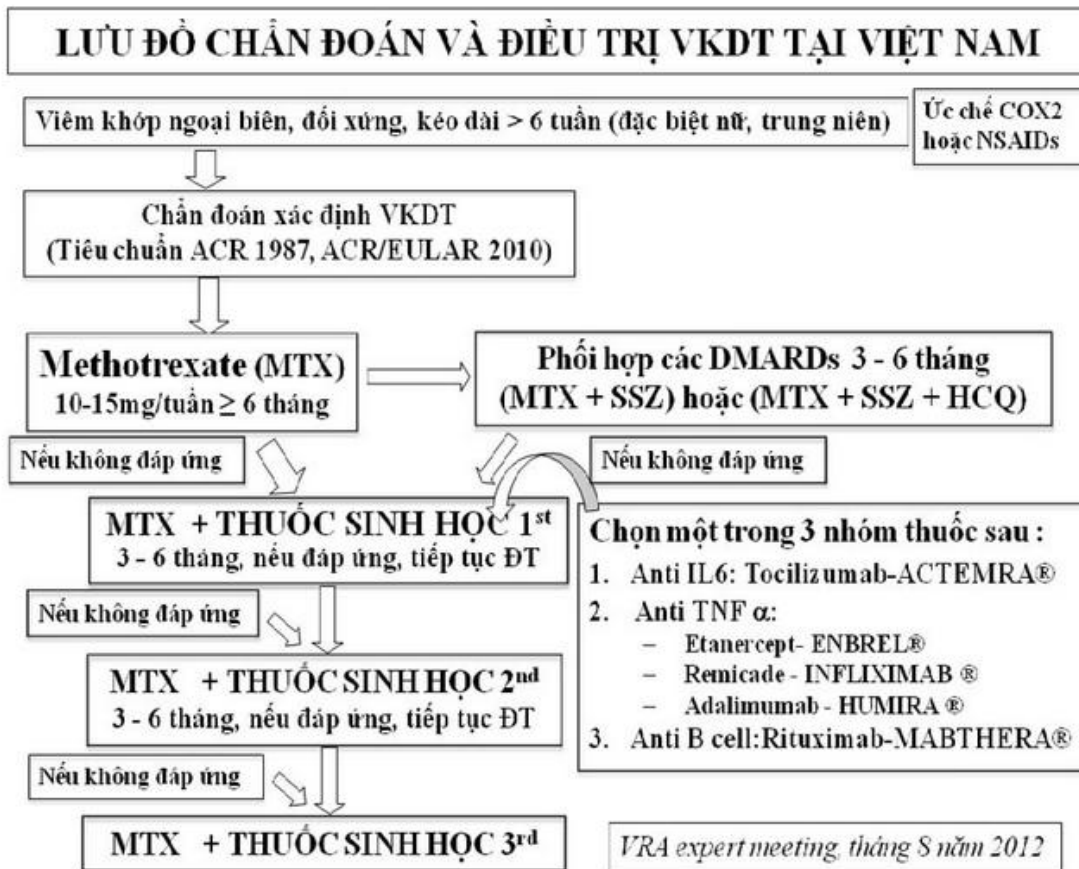 LƯU ĐỒ CHẨN ĐOÁN VÀ ĐIỀU TRỊ VKDT TẠI VIỆT NAM
Viêm khớp ngoại biên, đối xứng, kéo dài > 6 tuần (đặc biệt nữ, trung niên)
Ức chế COX2
hoặc NSAIDs
Chẩn đoán xác định VKDT
(Tiêu chuẩn ACR 1987, ACR/EULAR 2010)
Methotrexate (MTX)
10-15mg/tuần ≥ 6 tháng
Phối hợp các DMARDs 3 - 6 tháng
(MTX + SSZ) hoặc (MTX + SSZ + HCQ)
Nếu không đáp ứng
Nếu không đáp ứng
MTX + THUỐC SINH HỌC 1st
3 - 6 tháng, nếu đáp ứng, tiếp tục ĐT
Chọn một trong 3 nhóm thuốc sau :
1. Anti IL6: Tocilizumab-ACTEMRA®
2. Anti TNF α:
– Etanercept- ENBREL®
– Remicade - INFLIXIMAB ®
– Adalimumab - HUMIRA ®
3. Anti B cell:Rituximab-MABTHERA®
Nếu không đáp ứng
MTX + THUỐC SINH HỌC 2nd
3 - 6 tháng, nếu đáp ứng, tiếp tục ĐT
Nếu không đáp ứng
MTX + THUỐC SINH HỌC 3rd
VRA expert meeting, tháng 8 năm 2012